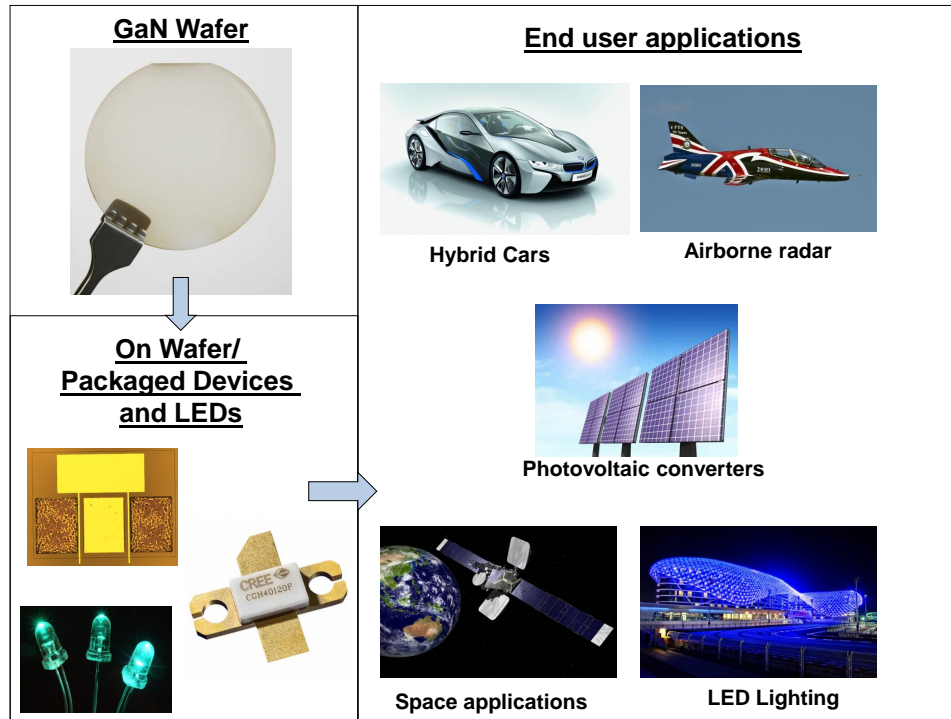 GaN Wafer
On Wafer/
Packaged Devices
and LEDs
CREE
CGH40120F
End user applications
Hybrid Cars
Airborne radar
Photovoltaic converters
Space applications
LED Lighting